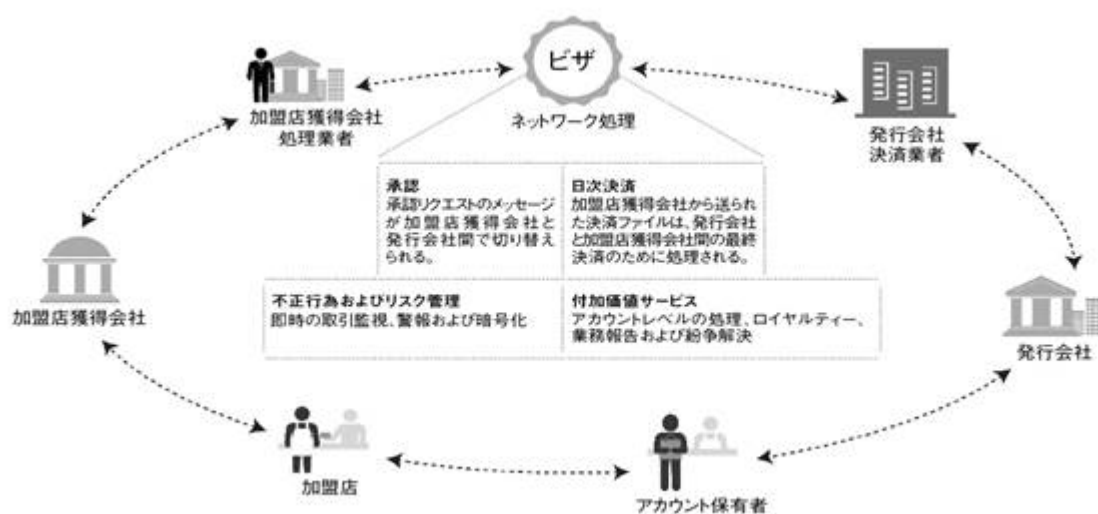 ビザ
ネットワーク処理
加盟店獲得会社
処理業者
発行会社
決済業者
承認
承認リクエストのメッセージ
が加盟店獲得会社と
発行会社間で切り替え
られる。
日次決済
加盟店獲得会社から送られ
た決済ファイルは、発行会社
と加盟店獲得会社間の最終
決済のために処理される。
不正行為およびリスク管理
即時の取引監視、警報および暗号化
付加価値サービス
アカウントレベルの処理、ロイヤルティー、
業務報告および紛争解決
加盟店獲得会社
発行会社
加盟店
アカウント保有者